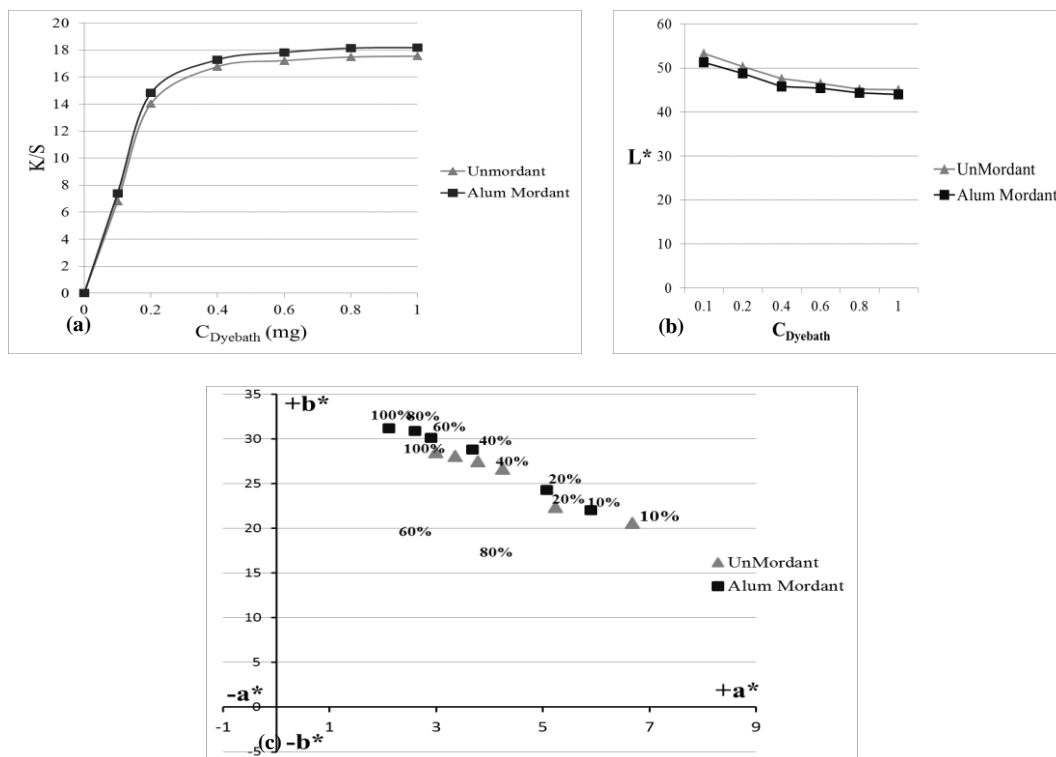 20
18
16
14
12
10
8
6
4
2
0
K/S
0 0.2 0.4 0.6 0.8 1
(a)
C_Dyebath (mg)
Unmordant
Alum Mordant
60
50
40
30
20
10
0
L*
0.1 0.2 0.4 0.6 0.8 1
(b)
C_Dyebath
UnMordant
Alum Mordant
35
30
25
20
15
10
5
0
-5
+b*
100% 80%
60%
100% 40%
40%
20%
20% 10%
10%
60%
80%
UnMordant
Alum Mordant
-a* +a*
-1 1 3 5 7 9
(c) -b*